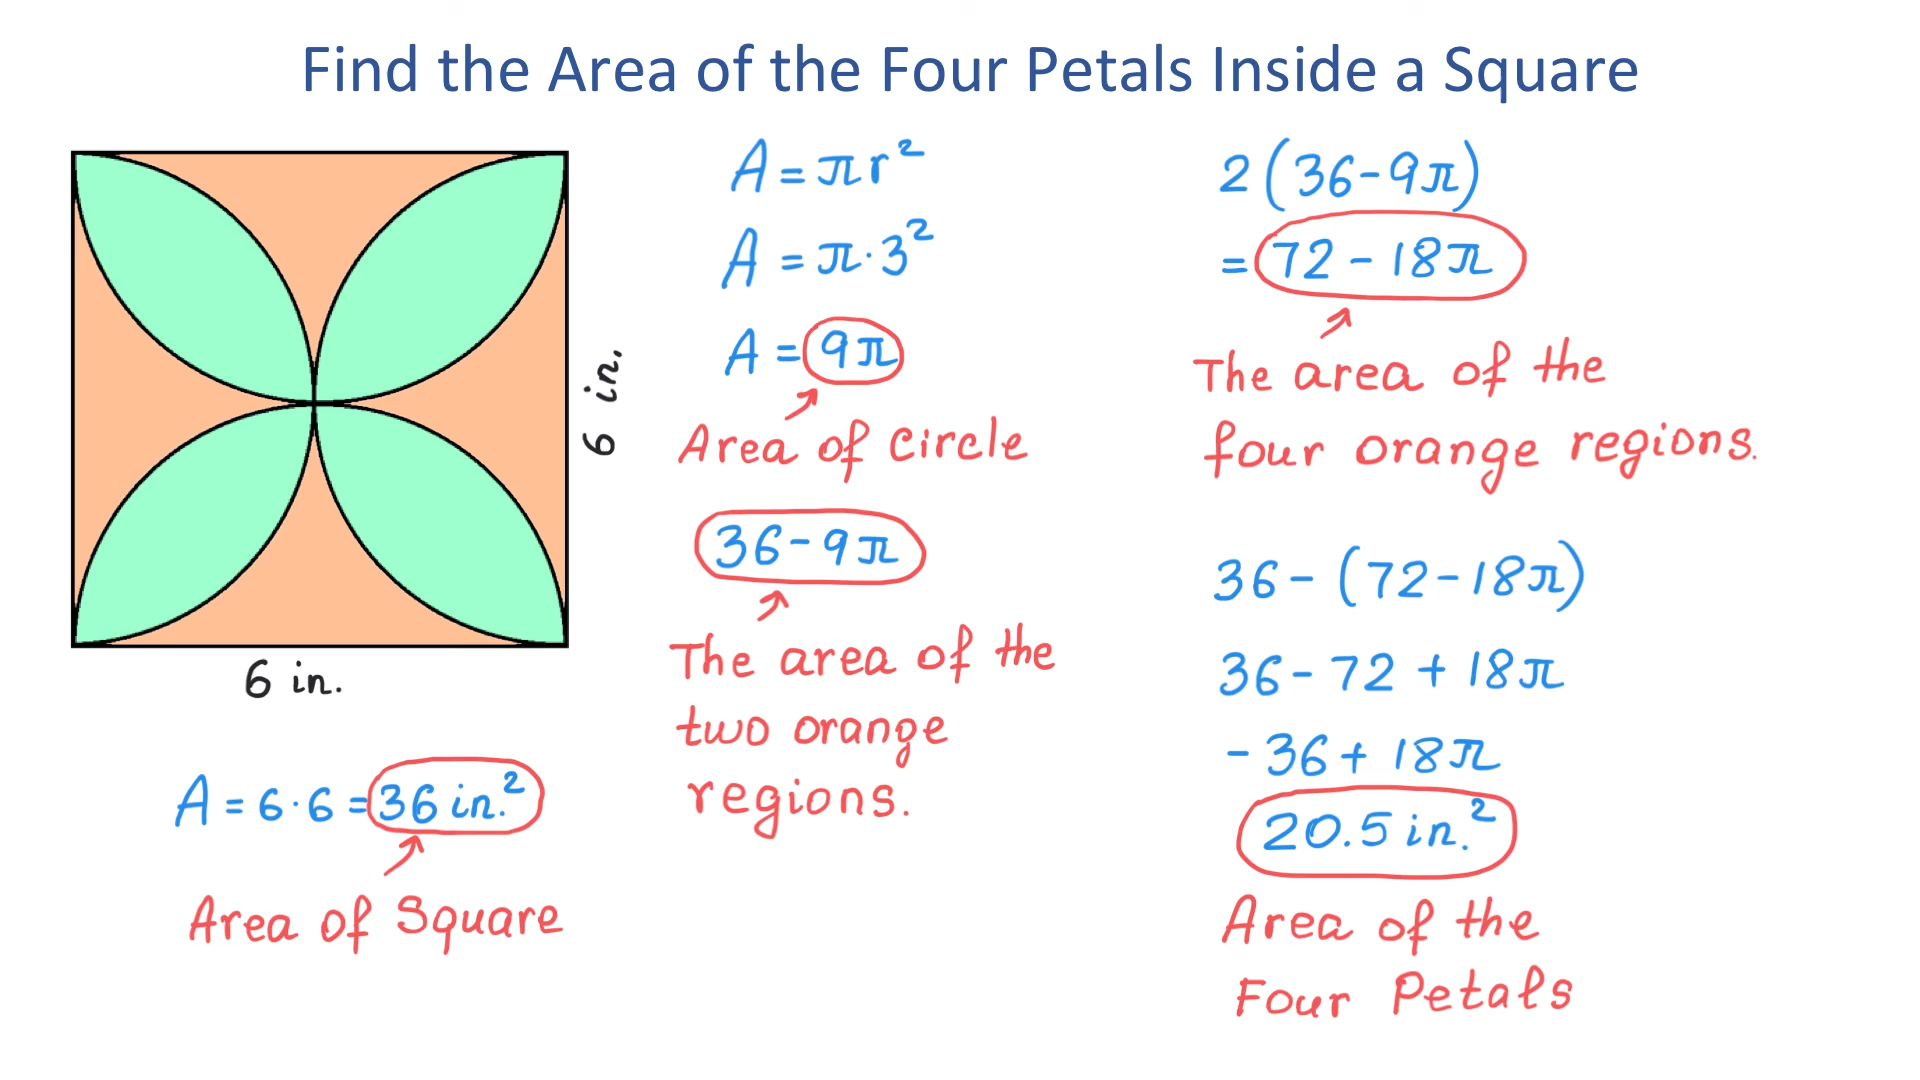 Find the Area of the Four Petals Inside a Square
6 in.
6 in.
A = 6·6 = 36 in.²
Area of Square
A = πr²
A = π·3²
A = 9π
Area of circle
36 - 9π
The area of the
two orange
regions.
2(36-9π)
= 72 - 18π
The area of the
four orange regions.
36 - (72-18π)
36 - 72 + 18π
- 36 + 18π
20.5 in.²
Area of the
Four Petals